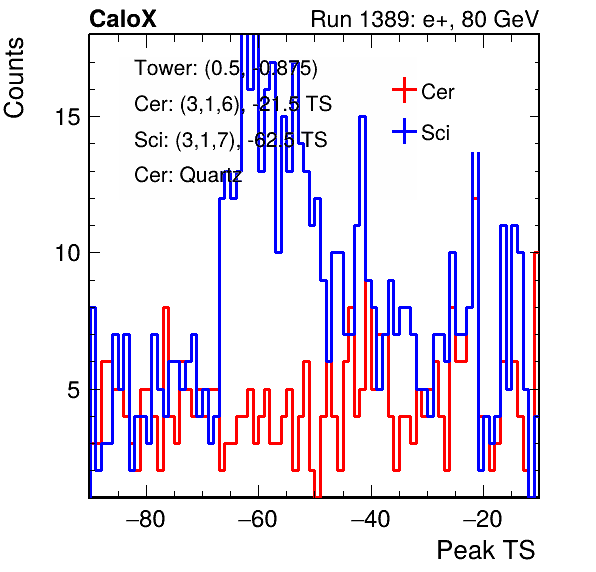 CaloX Run 1389: e+, 80 GeV
Counts
Tower: (0.5, -0.875)
Cer: (3,1,6), -21.5 TS
Sci: (3,1,7), -62.5 TS
Cer: Quartz
Cer
Sci
15
10
5
−80 −60 −40 −20
Peak TS